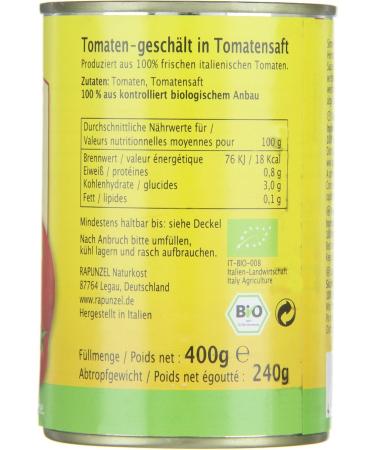 Tomaten-geschält in Tomatensaft
Produziert aus 100% frischen italienischen Tomaten.
Zutaten: Tomaten, Tomatensaft
100 % aus kontrolliert biologischem Anbau
Durchschnittliche Nährwerte für /
Valeurs nutritionnelles moyennes pour 100 g
Brennwert / valeur énergétique 76 KJ / 18 Kcal
Eiweiß / protéines 0,8 g
Kohlenhydrate / glucides 3,0 g
Fett / lipides 0,1 g
Mindestens haltbar bis: siehe Deckel
Nach Anbruch bitte umfüllen,
kühl lagern und rasch aufbrauchen.
RAPUNZEL Naturkost
87764 Legau, Deutschland
www.rapunzel.de
Hergestellt in Italien
IT-BIO-008
Italien-Landwirtschaft
Italy Agriculture
BiO
Füllmenge / Poids net : 400g e
Abtropfgewicht / Poids net égoutté : 240g